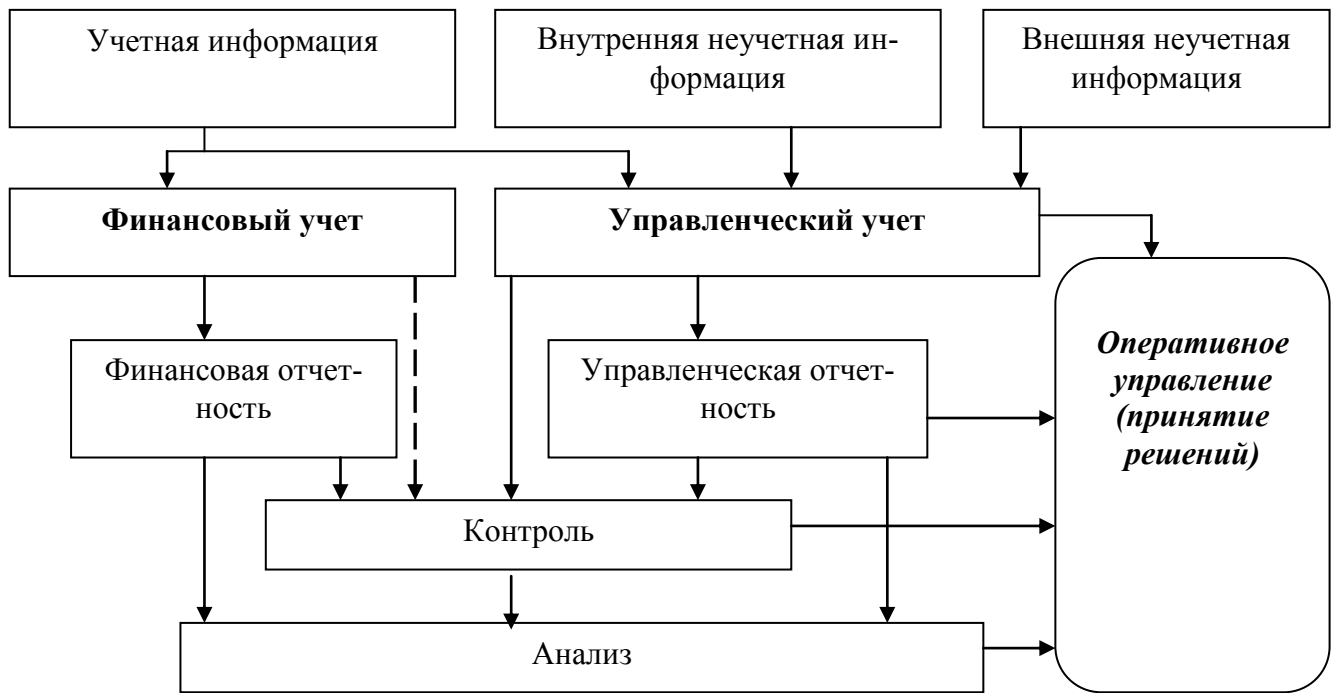 Учетная информация
Внутренняя неучетная ин-
формация
Внешняя неучетная
информация
Финансовый учет
Управленческий учет
Финансовая отчет-
ность
Управленческая отчет-
ность
Оперативное
управление
(принятие
решений)
Контроль
Анализ